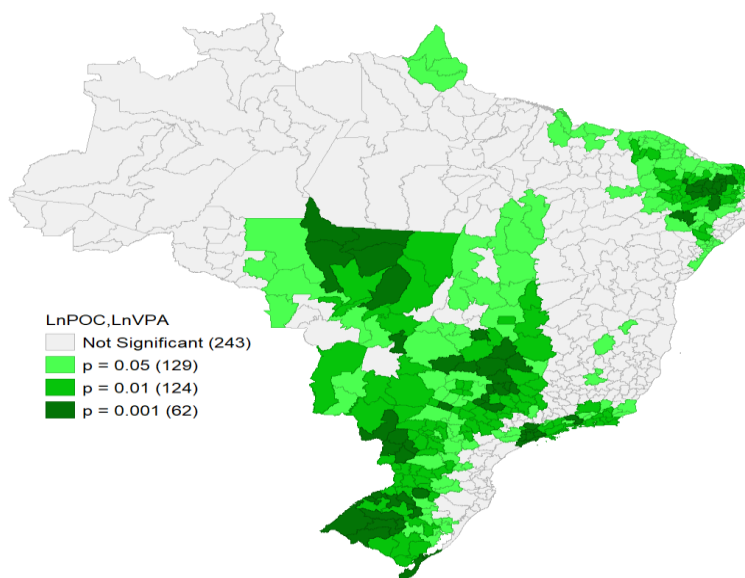 LnPOC,LnVPA
Not Significant (243)
p = 0.05 (129)
p = 0.01 (124)
p = 0.001 (62)